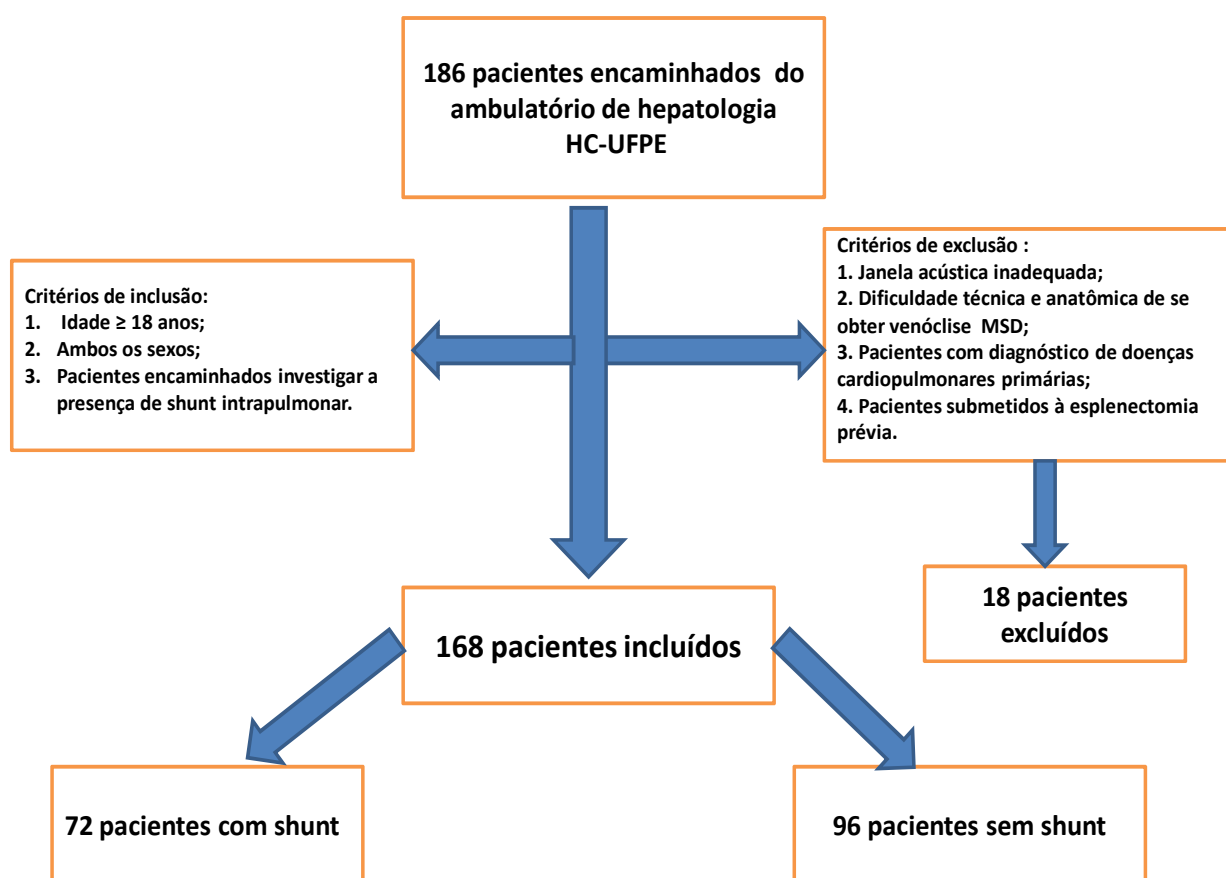 186 pacientes encaminhados do
ambulatório de hepatologia
HC-UFPE
Critérios de inclusão:
1. Idade ≥ 18 anos;
2. Ambos os sexos;
3. Pacientes encaminhados investigar a
presença de shunt intrapulmonar.
Critérios de exclusão :
1. Janela acústica inadequada;
2. Dificuldade técnica e anatômica de se
obter venóclise MSD;
3. Pacientes com diagnóstico de doenças
cardiopulmonares primárias;
4. Pacientes submetidos à esplenectomia
prévia.
18 pacientes
excluídos
168 pacientes incluídos
72 pacientes com shunt
96 pacientes sem shunt